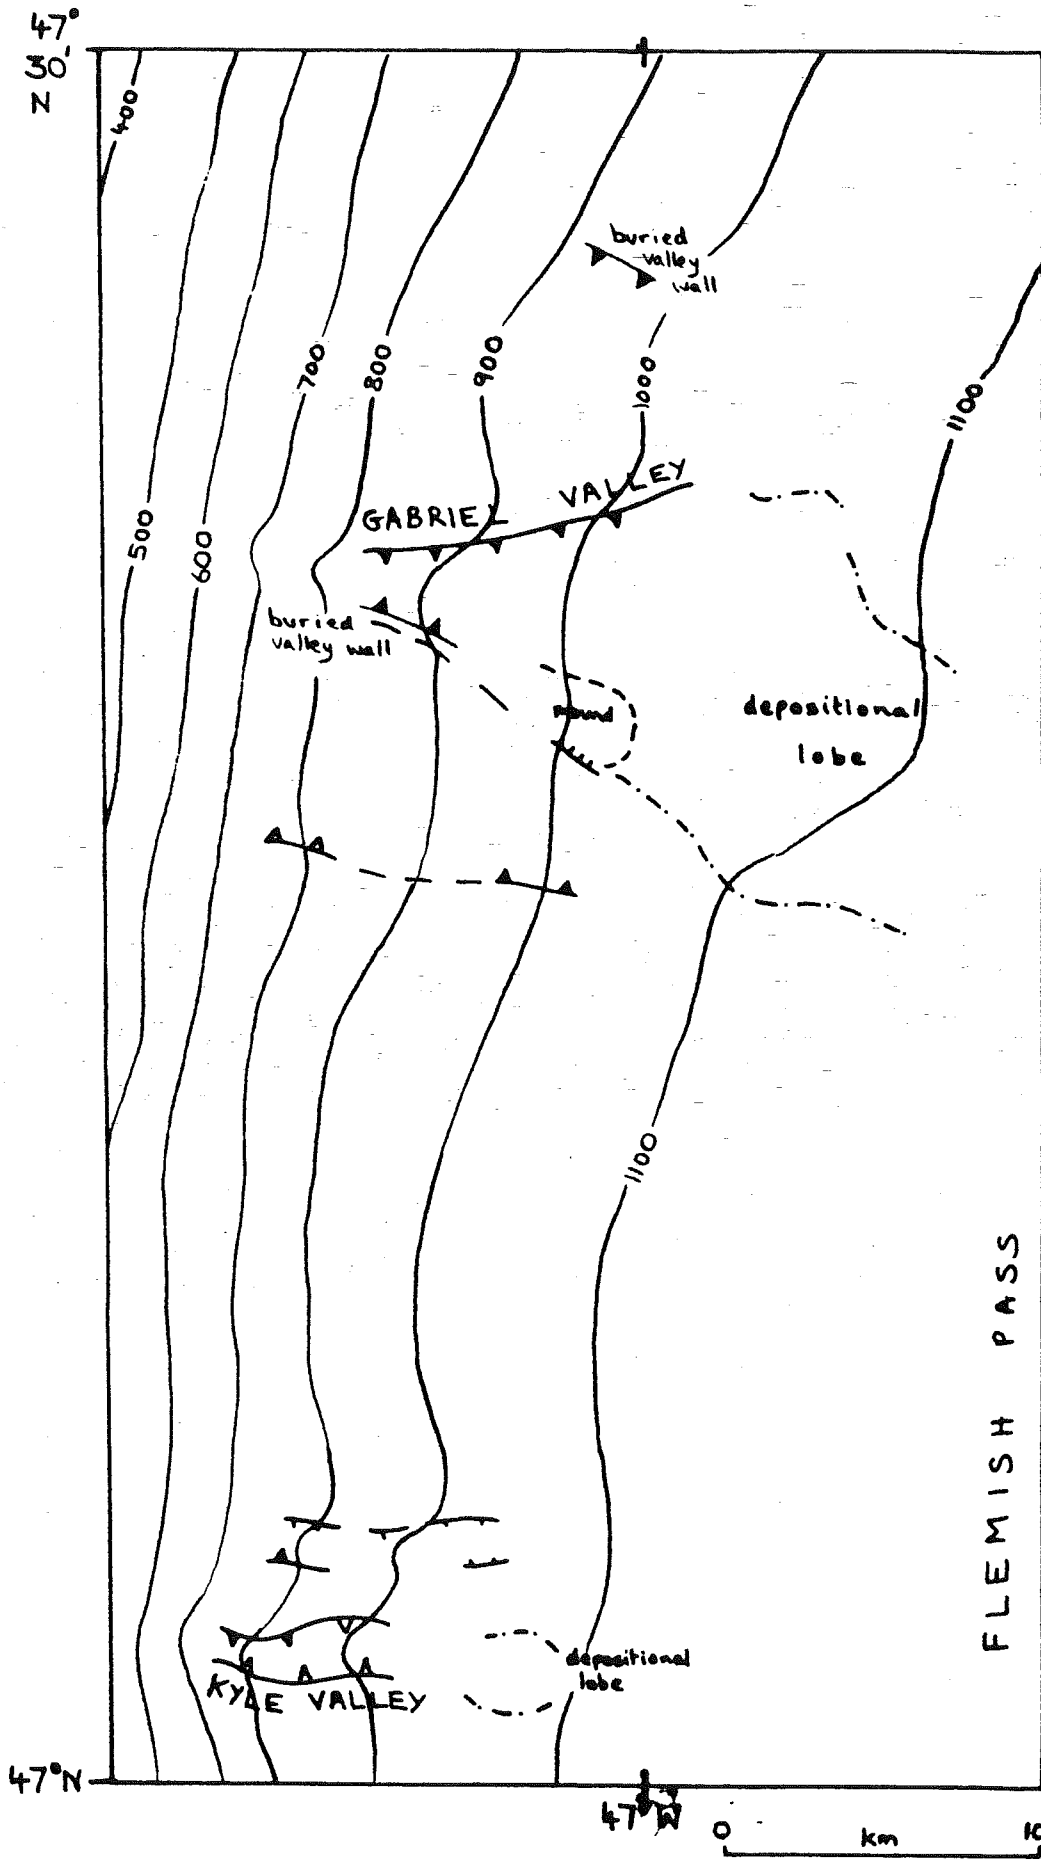 47°
30'
N
400
buried
valley
wall
700
800
900
1000
1100
GABRIEL VALLEY
500
600
buried
valley wall
mound
depositional
lobe
1100
FLEMISH PASS
depositional
lobe
KYLE VALLEY
47°N
47°W
0 km 10